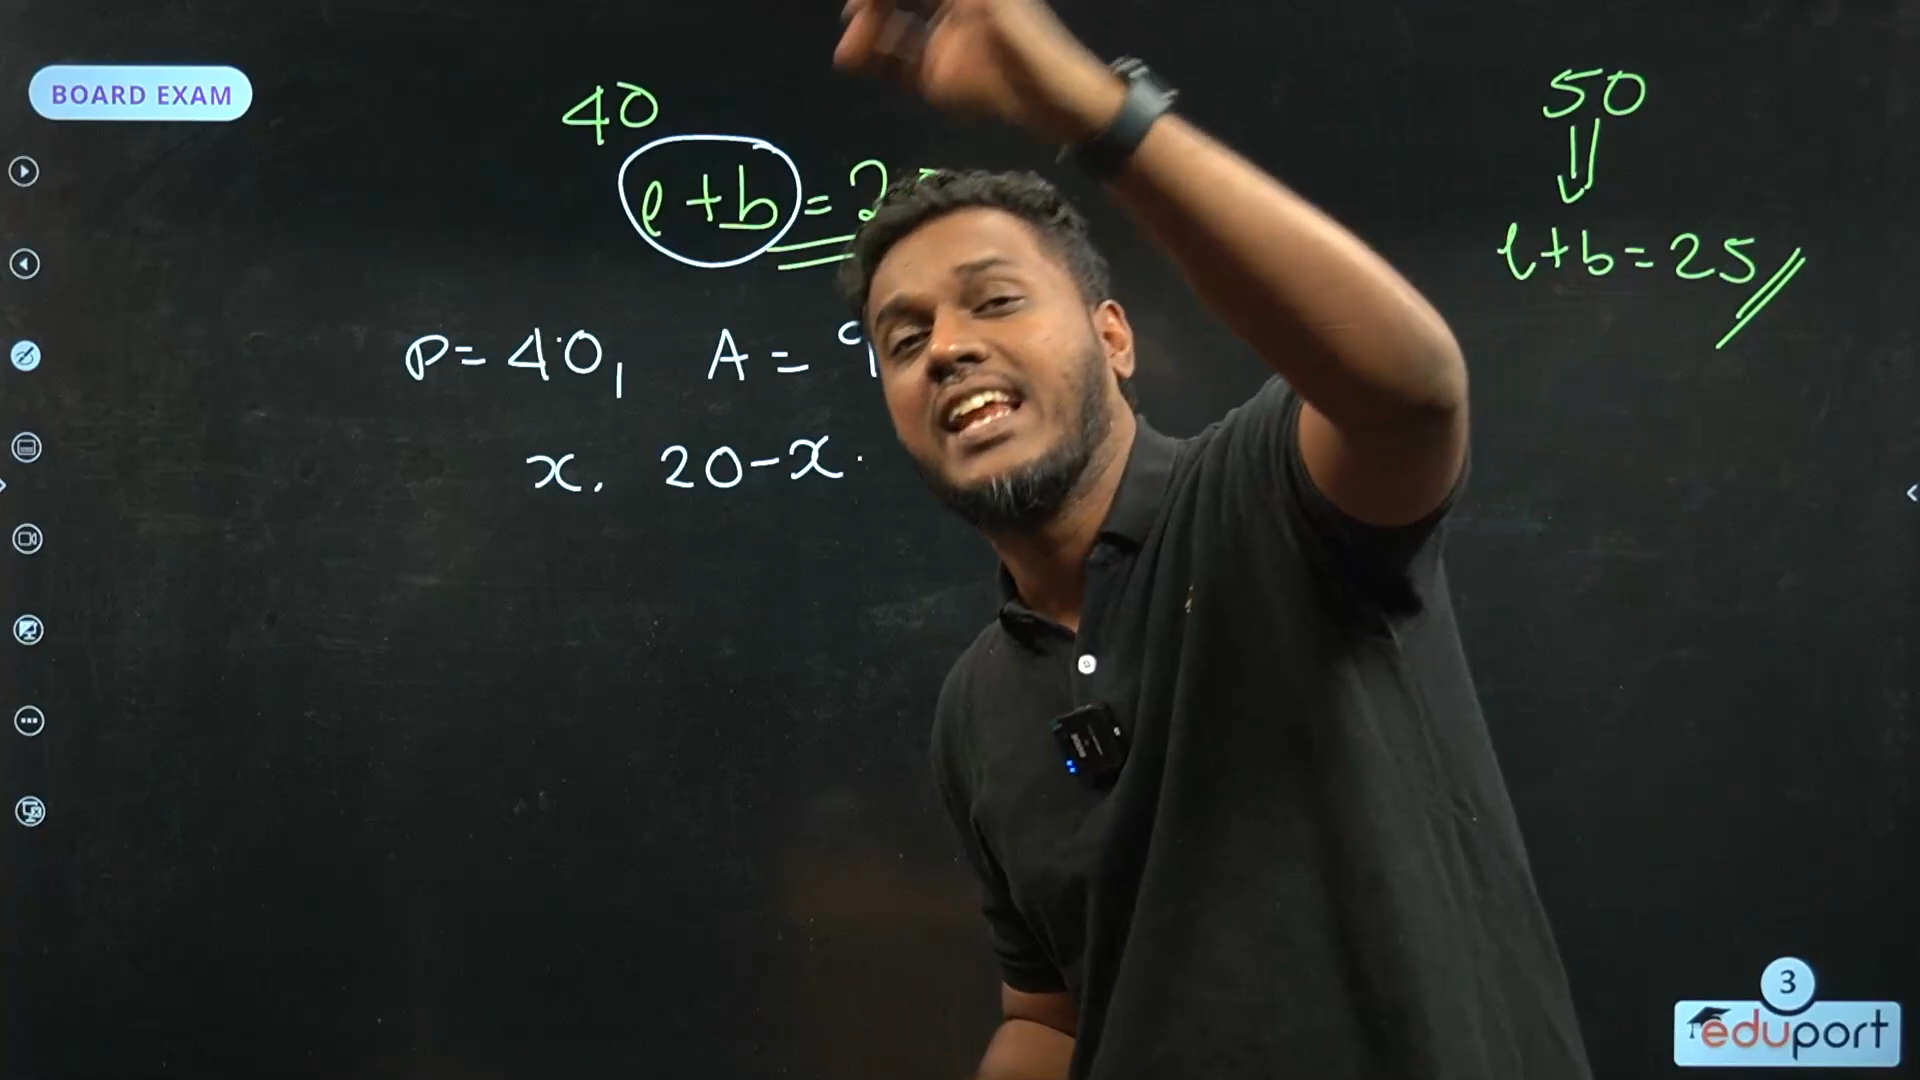 BOARD EXAM
40
l+b=2
50
l+b=25
P=40, A=9
x, 20-x.
3
eduport